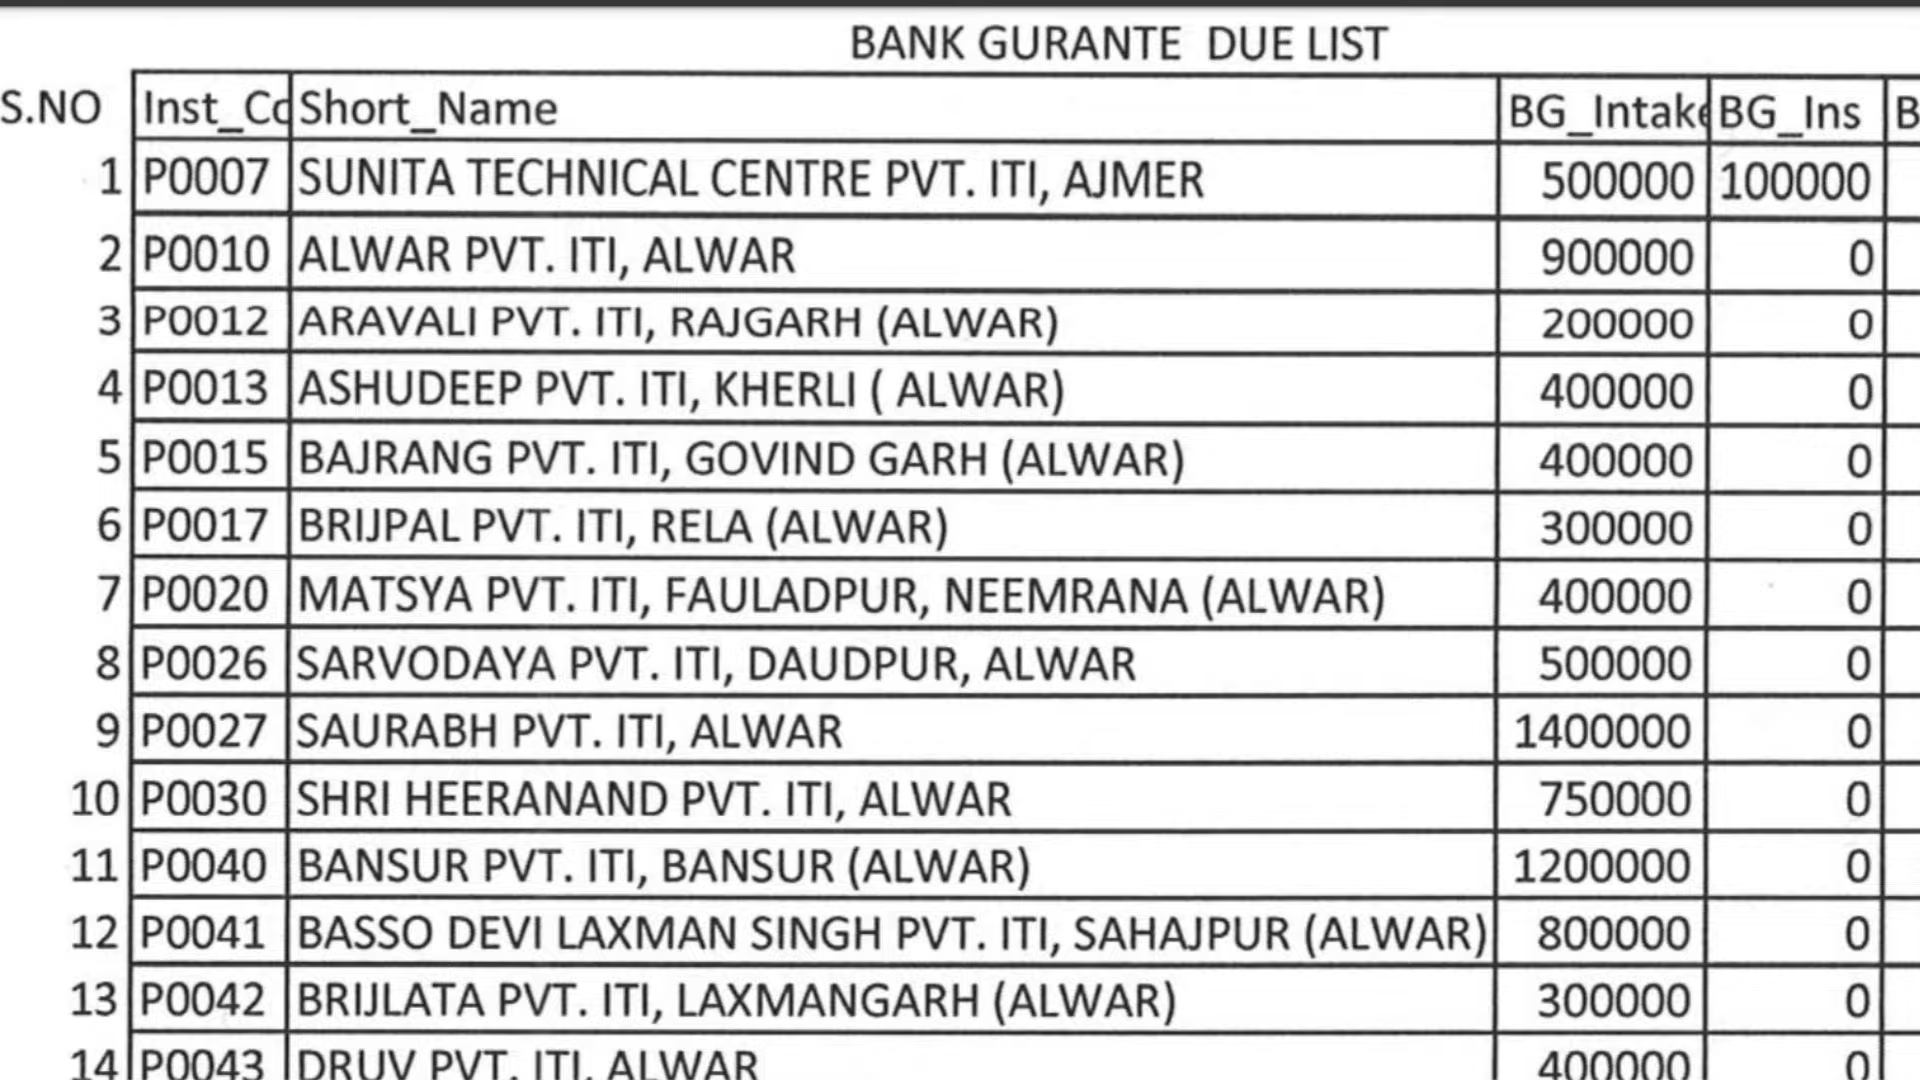 BANK GURANTE DUE LIST
S.NO Inst_Co Short_Name BG_Intake BG_Ins B
1 P0007 SUNITA TECHNICAL CENTRE PVT. ITI, AJMER 500000 100000
2 P0010 ALWAR PVT. ITI, ALWAR 900000 0
3 P0012 ARAVALI PVT. ITI, RAJGARH (ALWAR) 200000 0
4 P0013 ASHUDEEP PVT. ITI, KHERLI ( ALWAR) 400000 0
5 P0015 BAJRANG PVT. ITI, GOVIND GARH (ALWAR) 400000 0
6 P0017 BRIJPAL PVT. ITI, RELA (ALWAR) 300000 0
7 P0020 MATSYA PVT. ITI, FAULADPUR, NEEMRANA (ALWAR) 400000 0
8 P0026 SARVODAYA PVT. ITI, DAUDPUR, ALWAR 500000 0
9 P0027 SAURABH PVT. ITI, ALWAR 1400000 0
10 P0030 SHRI HEERANAND PVT. ITI, ALWAR 750000 0
11 P0040 BANSUR PVT. ITI, BANSUR (ALWAR) 1200000 0
12 P0041 BASSO DEVI LAXMAN SINGH PVT. ITI, SAHAJPUR (ALWAR) 800000 0
13 P0042 BRIJLATA PVT. ITI, LAXMANGARH (ALWAR) 300000 0
14 P0043 DRUV PVT. ITI, ALWAR 400000 0